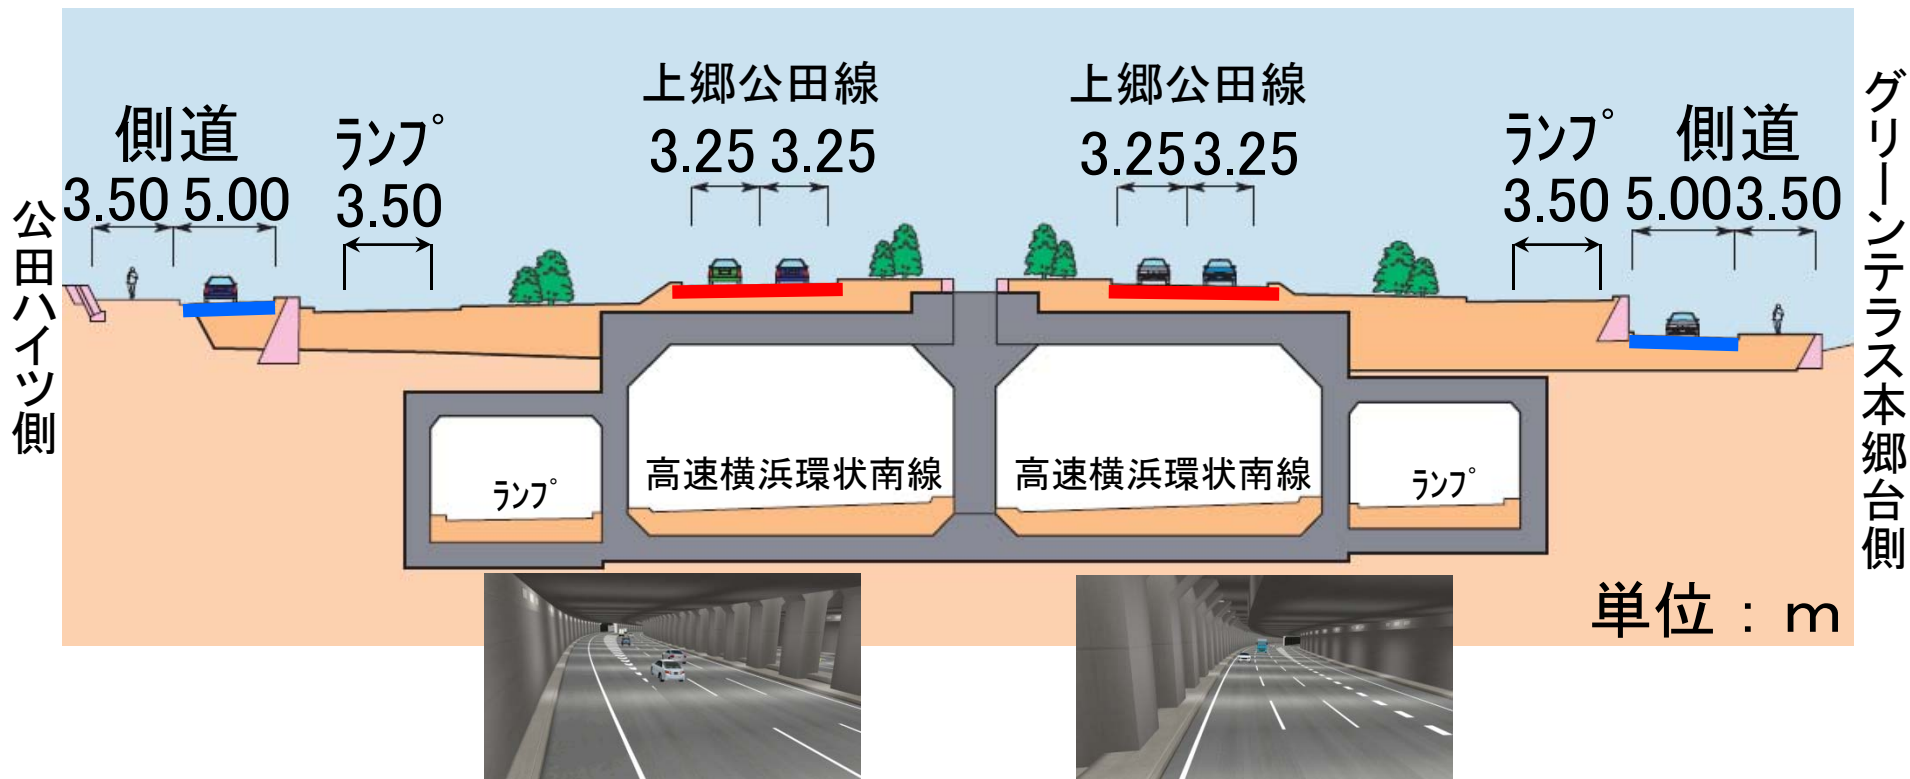 公田ハイツ側
側道
3.50 5.00
ランプ
3.50
上郷公田線
3.25 3.25
上郷公田線
3.25 3.25
ランプ
3.50
側道
5.00 3.50
グリーンテラス本郷台側
ランプ
高速横浜環状南線
高速横浜環状南線
ランプ
単位：m